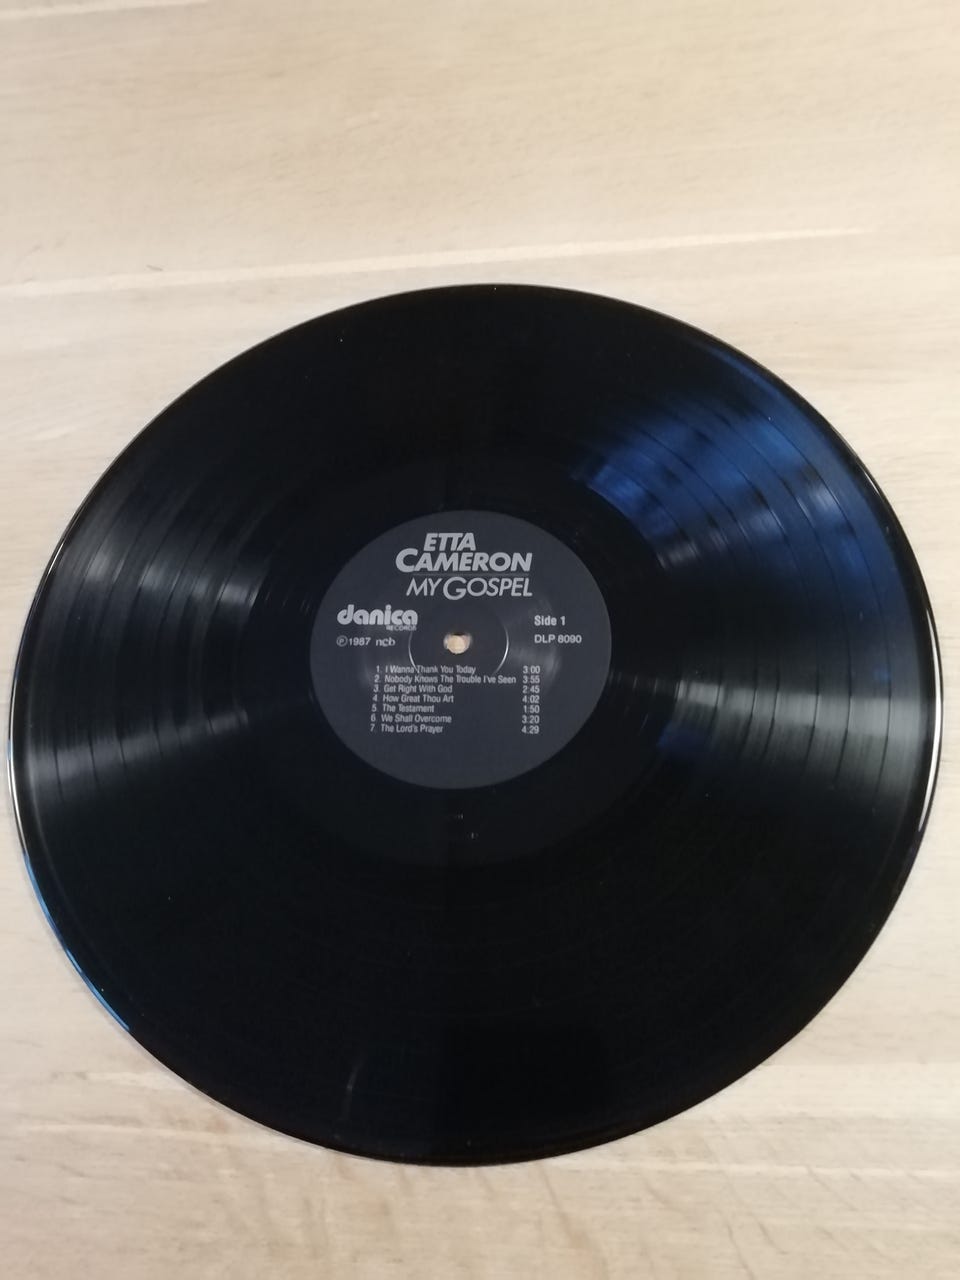 ETTA
CAMERON
MY GOSPEL
danica
RECORDS
Side 1
℗1987 ncb
DLP 8090
1. I Wanna Thank You Today 3:00
2. Nobody Knows The Trouble I've Seen 3:55
3. Get Right With God 2:45
4. How Great Thou Art 4:02
5. The Testament 1:50
6. We Shall Overcome 3:20
7. The Lord's Prayer 4:29